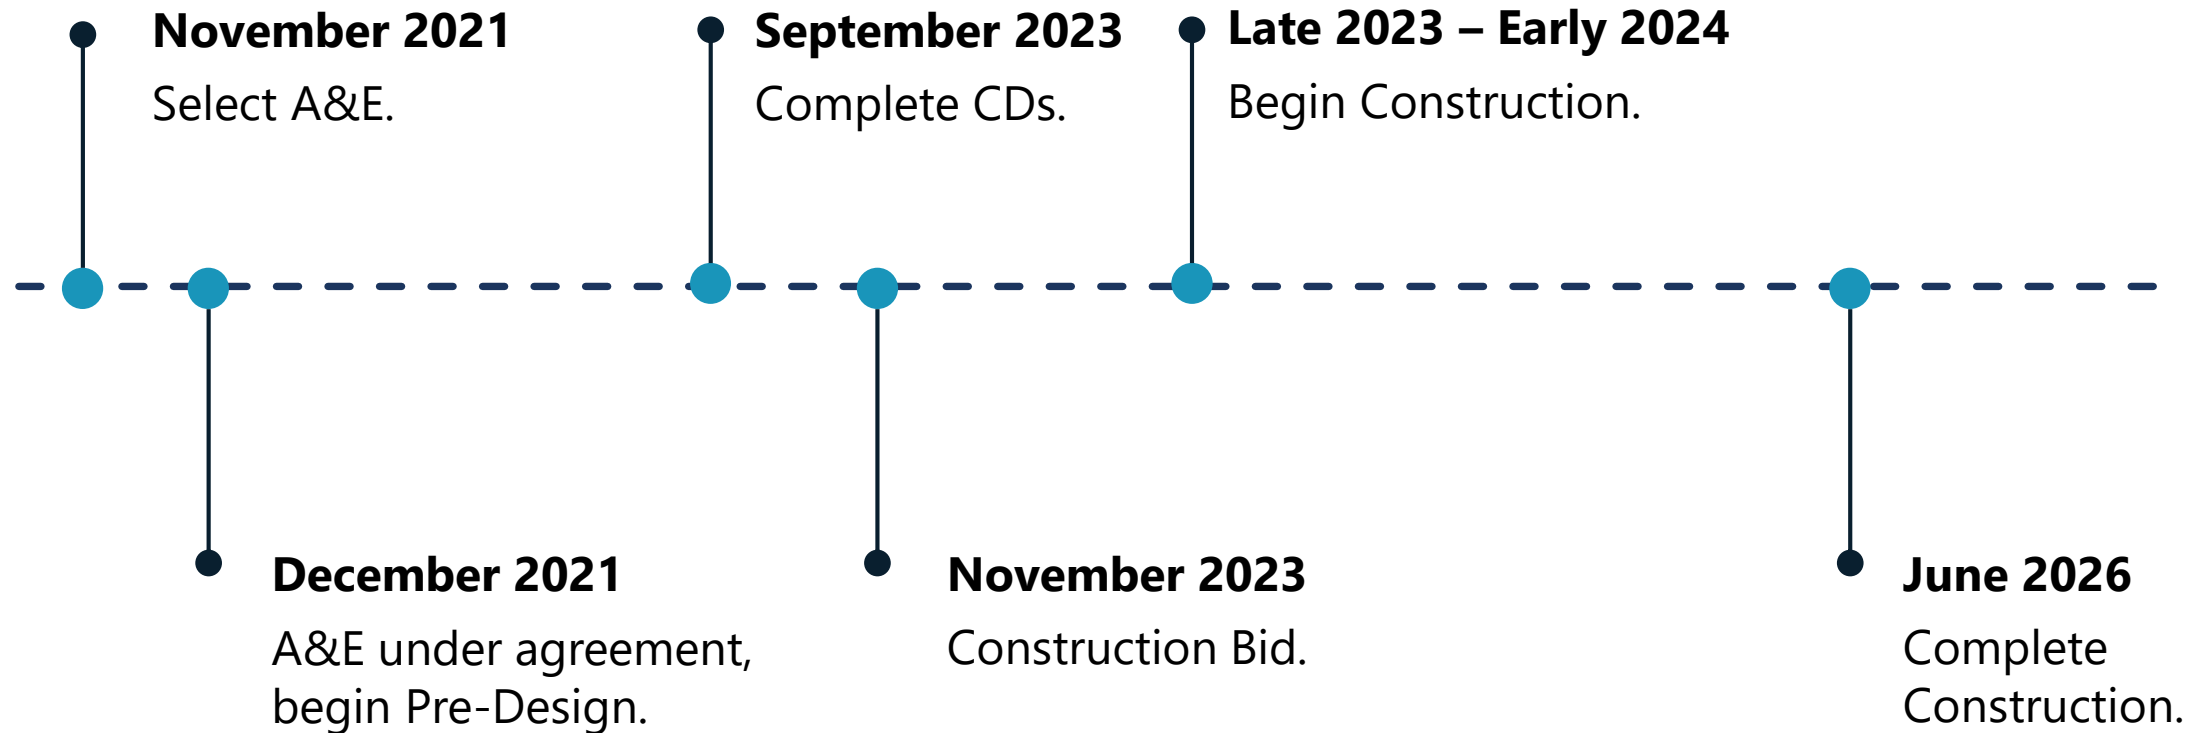 November 2021
Select A&E.
September 2023
Complete CDs.
Late 2023 – Early 2024
Begin Construction.
December 2021
A&E under agreement,
begin Pre-Design.
November 2023
Construction Bid.
June 2026
Complete
Construction.